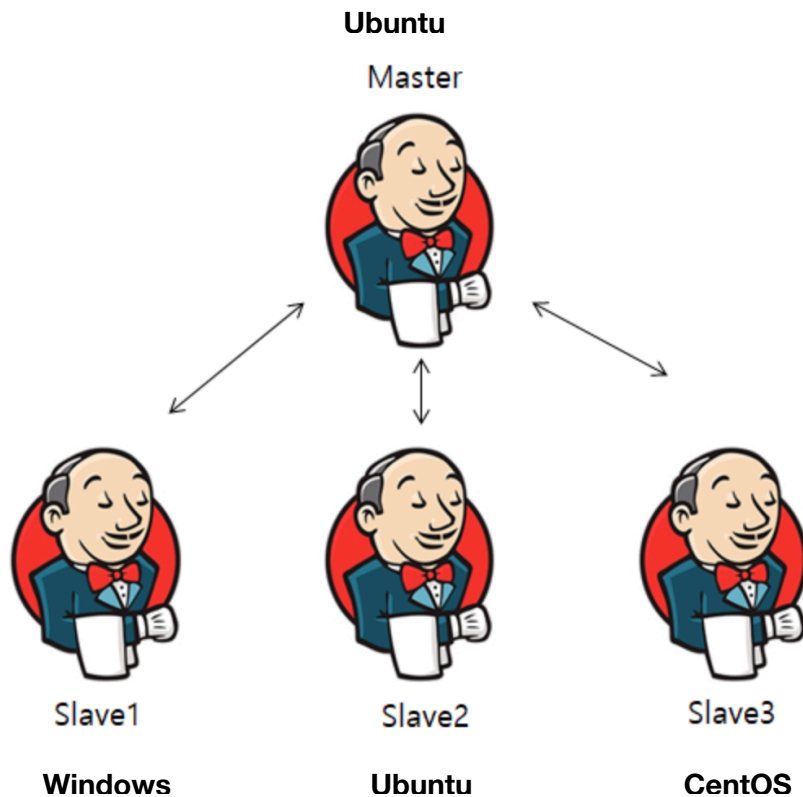 Ubuntu
Master
Slave1
Slave2
Slave3
Windows
Ubuntu
CentOS